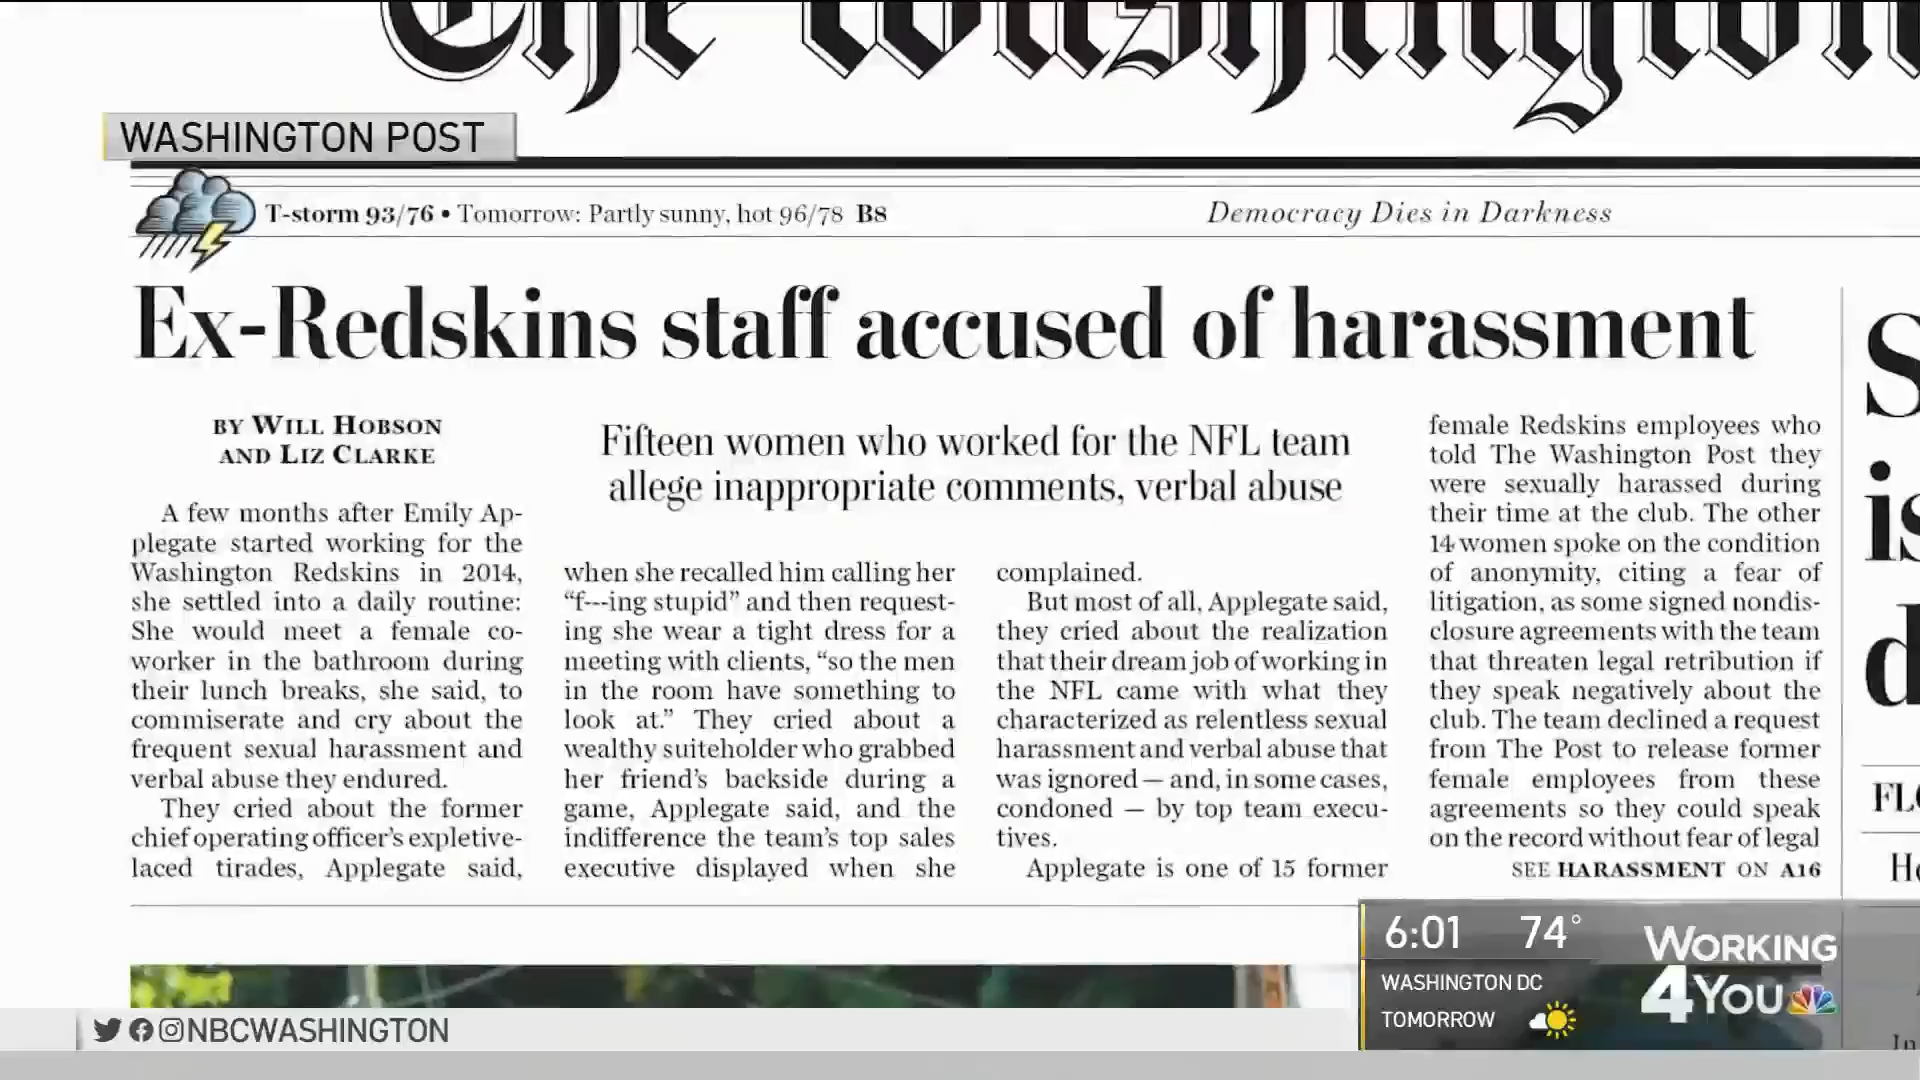 The Washington
WASHINGTON POST
T-storm 93/76 • Tomorrow: Partly sunny, hot 96/78 B8
Democracy Dies in Darkness
Ex-Redskins staff accused of harassment
BY WILL HOBSON
AND LIZ CLARKE
Fifteen women who worked for the NFL team
allege inappropriate comments, verbal abuse
A few months after Emily Ap-
plegate started working for the
Washington Redskins in 2014,
she settled into a daily routine:
She would meet a female co-
worker in the bathroom during
their lunch breaks, she said, to
commiserate and cry about the
frequent sexual harassment and
verbal abuse they endured.
They cried about the former
chief operating officer's expletive-
laced tirades, Applegate said,
when she recalled him calling her
“f---ing stupid” and then request-
ing she wear a tight dress for a
meeting with clients, “so the men
in the room have something to
look at.” They cried about a
wealthy suiteholder who grabbed
her friend's backside during a
game, Applegate said, and the
indifference the team's top sales
executive displayed when she
complained.
But most of all, Applegate said,
they cried about the realization
that their dream job of working in
the NFL came with what they
characterized as relentless sexual
harassment and verbal abuse that
was ignored — and, in some cases,
condoned — by top team execu-
tives.
Applegate is one of 15 former
female Redskins employees who
told The Washington Post they
were sexually harassed during
their time at the club. The other
14 women spoke on the condition
of anonymity, citing a fear of
litigation, as some signed nondis-
closure agreements with the team
that threaten legal retribution if
they speak negatively about the
club. The team declined a request
from The Post to release former
female employees from these
agreements so they could speak
on the record without fear of legal
SEE HARASSMENT ON A16
6:01 74°
WASHINGTON DC
TOMORROW
WORKING
4 YOU
NBCWASHINGTON